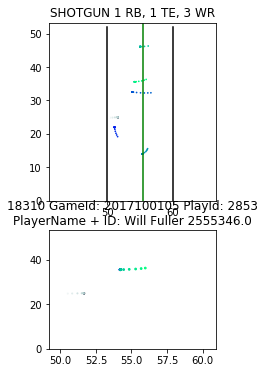 SHOTGUN 1 RB, 1 TE, 3 WR
50
40
30
20
10
0
50 60
18310 GameId: 2017100105 PlayId: 2853
PlayerName + ID: Will Fuller 2555346.0
40
20
0
50.0 52.5 55.0 57.5 60.0